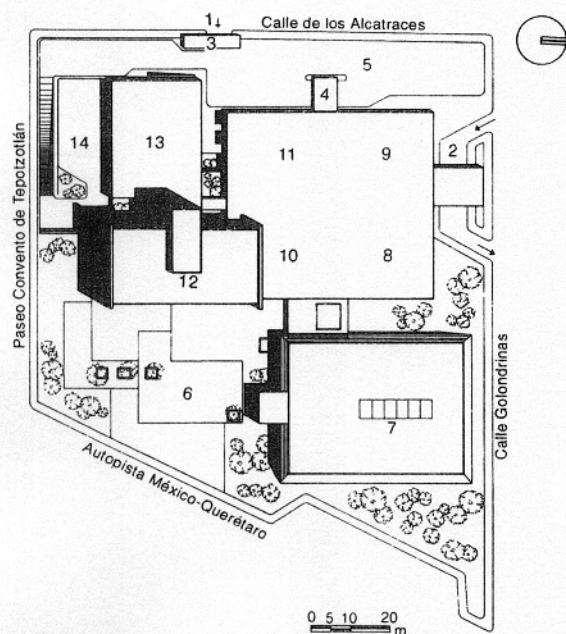 1↓
Calle de los Alcatraces
3
5
4
14
13
11
9
2
Paseo Convento de Tepotzotlán
10
8
12
6
7
Calle Golondrinas
Autopista México-Querétaro
0 5 10 20
m